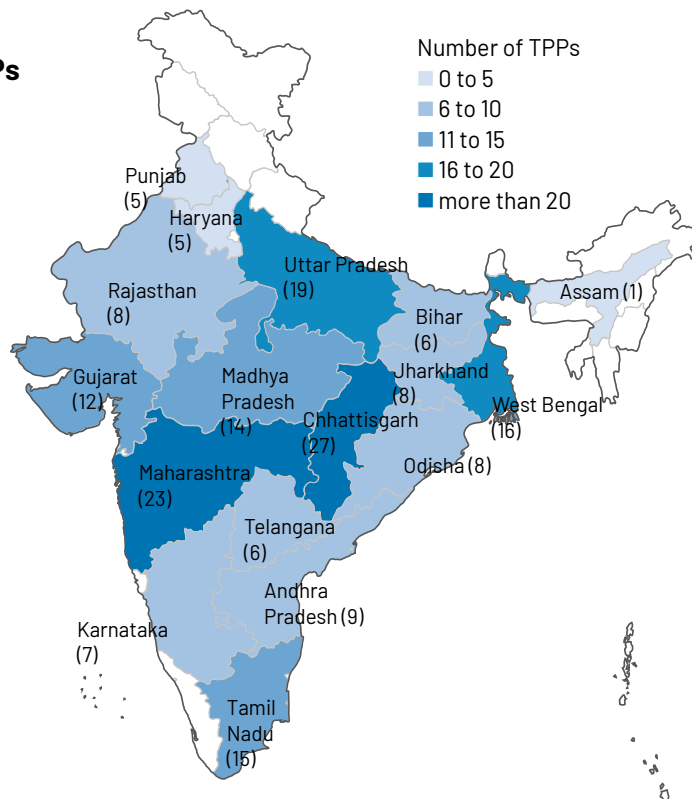 Ps
Number of TPPs
0 to 5
6 to 10
11 to 15
16 to 20
more than 20
Punjab
(5)
Haryana
(5)
Uttar Pradesh
(19)
Rajasthan
(8)
Assam (1)
Bihar
(6)
Gujarat
(12)
Madhya
Pradesh
(14)
Jharkhand
(8)
Chhattisgarh
(27)
West Bengal
(16)
Maharashtra
(23)
Odisha (8)
Telangana
(6)
Andhra
Pradesh (9)
Karnataka
(7)
Tamil
Nadu
(15)